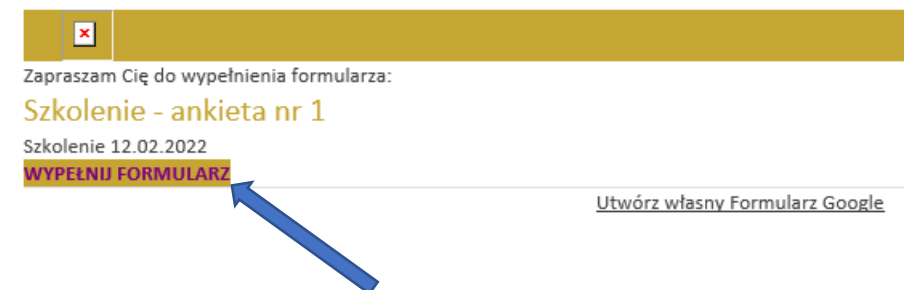 Zapraszam Cię do wypełnienia formularza:
Szkolenie - ankieta nr 1
Szkolenie 12.02.2022
WYPEŁNIJ FORMULARZ
Utwórz własny Formularz Google